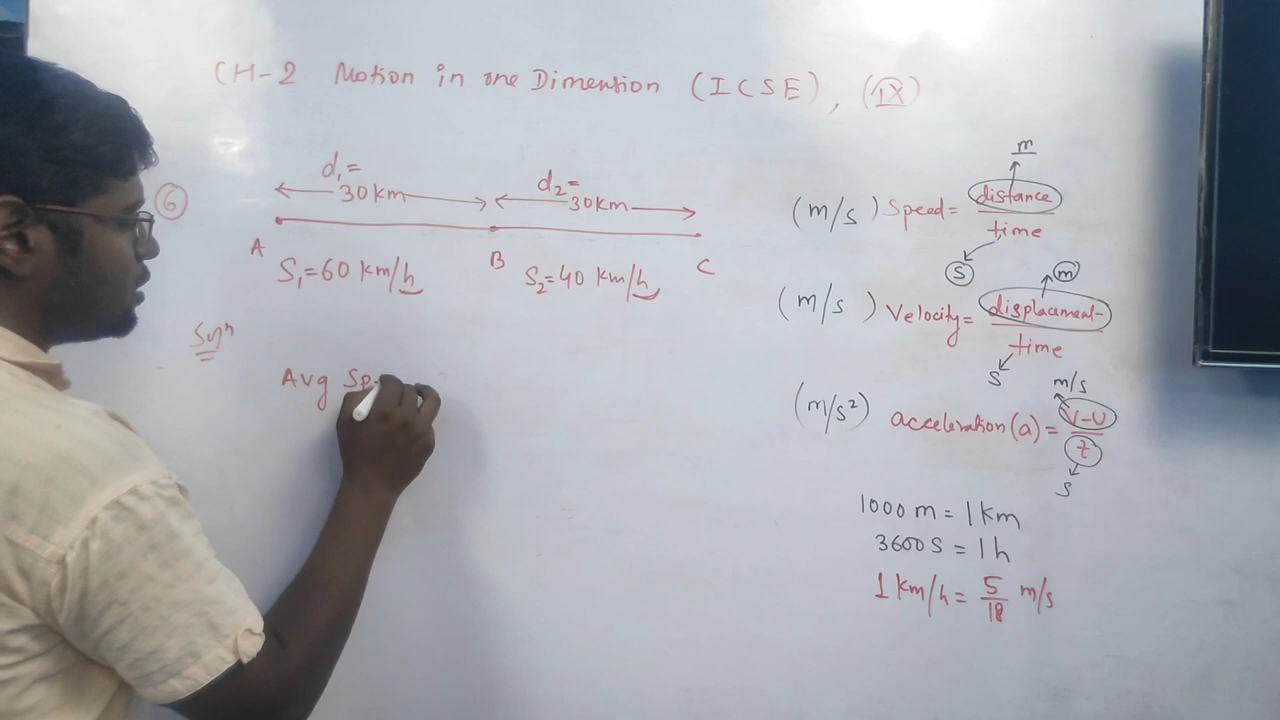 CH-2 Motion in one Dimension (ICSE), (IX)
6
d₁=
30 km
d₂=
30 km
A
B
C
S₁=60 km/h
S₂=40 km/h
Solⁿ
Avg Sp
m
(m/s) Speed= distance
time
S
m
(m/s) Velocity= displacement
time
S
m/s
(m/s²) acceleration(a)= V-U
t
S
1000 m = 1 km
3600 S = 1 h
1 km/h = 5/18 m/s